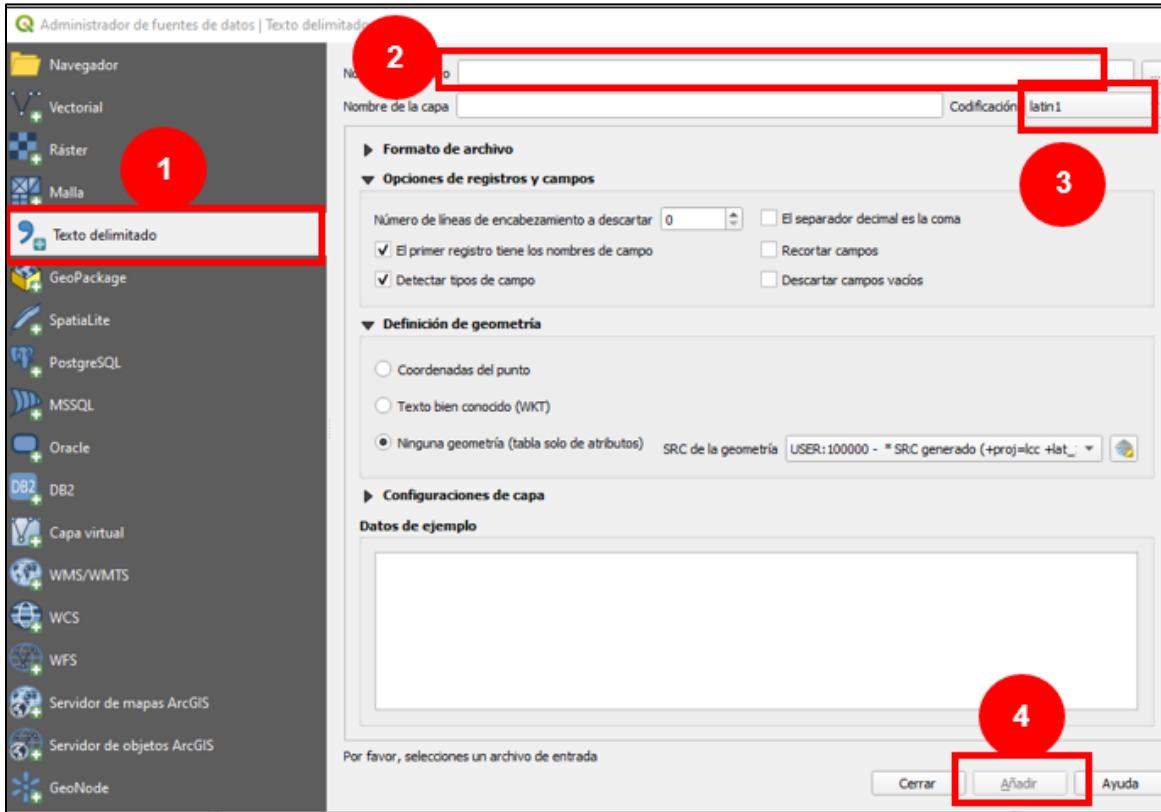 Administrador de fuentes de datos | Texto delimitado
Navegador
Vectorial
Ráster
Malla
Texto delimitado
GeoPackage
SpatiaLite
PostgreSQL
MSSQL
Oracle
DB2
DB2
Capa virtual
WMS/WMTS
WCS
WFS
Servidor de mapas ArcGIS
Servidor de objetos ArcGIS
GeoNode
1
2
No o
...
Nombre de la capa Codificación latin1
3
Formato de archivo
Opciones de registros y campos
Número de líneas de encabezamiento a descartar 0 El separador decimal es la coma
El primer registro tiene los nombres de campo Recortar campos
Detectar tipos de campo Descartar campos vacíos
Definición de geometría
Coordenadas del punto
Texto bien conocido (WKT)
Ninguna geometría (tabla solo de atributos) SRC de la geometría USER:100000 - * SRC generado (+proj=lcc +lat_
Configuraciones de capa
Datos de ejemplo
4
Por favor, selecciones un archivo de entrada
Cerrar Añadir Ayuda